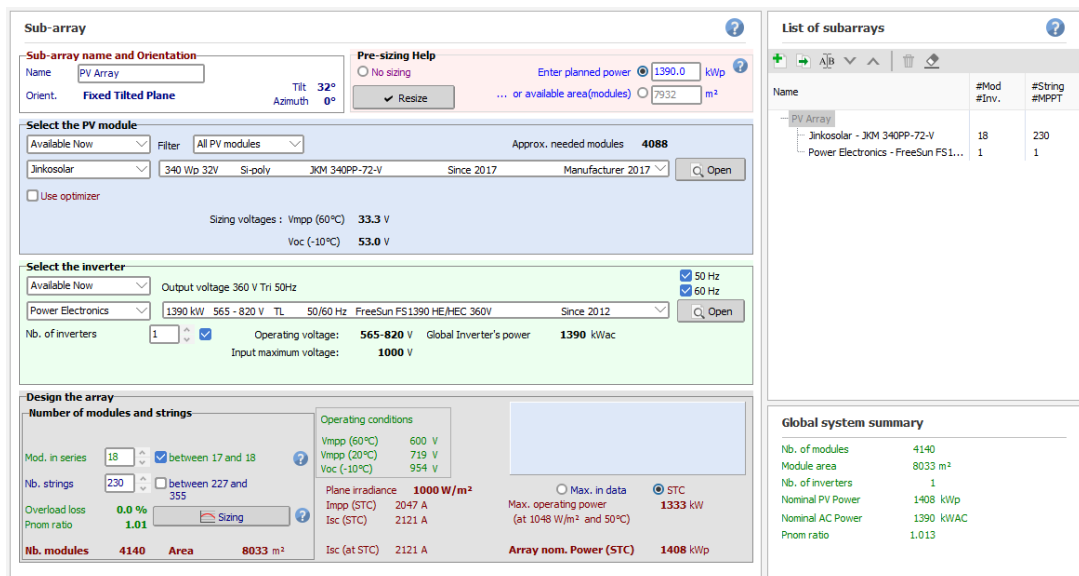 Sub-array
Sub-array name and Orientation
Name PV Array
Orient. Fixed Tilted Plane
Tilt 32°
Azimuth 0°
Pre-sizing Help
No sizing
Enter planned power 1390.0 kWp
Resize
... or available area(modules) 7932 m²
Select the PV module
Available Now Filter All PV modules Approx. needed modules 4088
Jinkosolar 340 Wp 32V Si-poly JKM 340PP-72-V Since 2017 Manufacturer 2017 Open
Use optimizer
Sizing voltages : Vmpp (60°C) 33.3 V
Voc (-10°C) 53.0 V
Select the inverter
Available Now Output voltage 360 V Tri 50Hz
50 Hz
60 Hz
Power Electronics 1390 kW 565 - 820 V TL 50/60 Hz FreeSun FS1390 HE/HEC 360V Since 2012 Open
Nb. of inverters 1 Operating voltage: 565-820 V Global Inverter's power 1390 kWac
Input maximum voltage: 1000 V
Design the array
Number of modules and strings
Mod. in series 18 between 17 and 18
Nb. strings 230 between 227 and
355
Overload loss 0.0 %
Pnom ratio 1.01
Sizing
Nb. modules 4140 Area 8033 m²
Operating conditions
Vmpp (60°C) 600 V
Vmpp (20°C) 719 V
Voc (-10°C) 954 V
Plane irradiance 1000 W/m²
Impp (STC) 2047 A
Isc (STC) 2121 A
Isc (at STC) 2121 A
Max. in data STC
Max. operating power 1333 kW
(at 1048 W/m² and 50°C)
Array nom. Power (STC) 1408 kWp
List of subarrays
Name #Mod #String
#Inv. #MPPT
PV Array
Jinkosolar - JKM 340PP-72-V 18 230
Power Electronics - FreeSun FS1... 1 1
Global system summary
Nb. of modules 4140
Module area 8033 m²
Nb. of inverters 1
Nominal PV Power 1408 kWp
Nominal AC Power 1390 kWAC
Pnom ratio 1.013